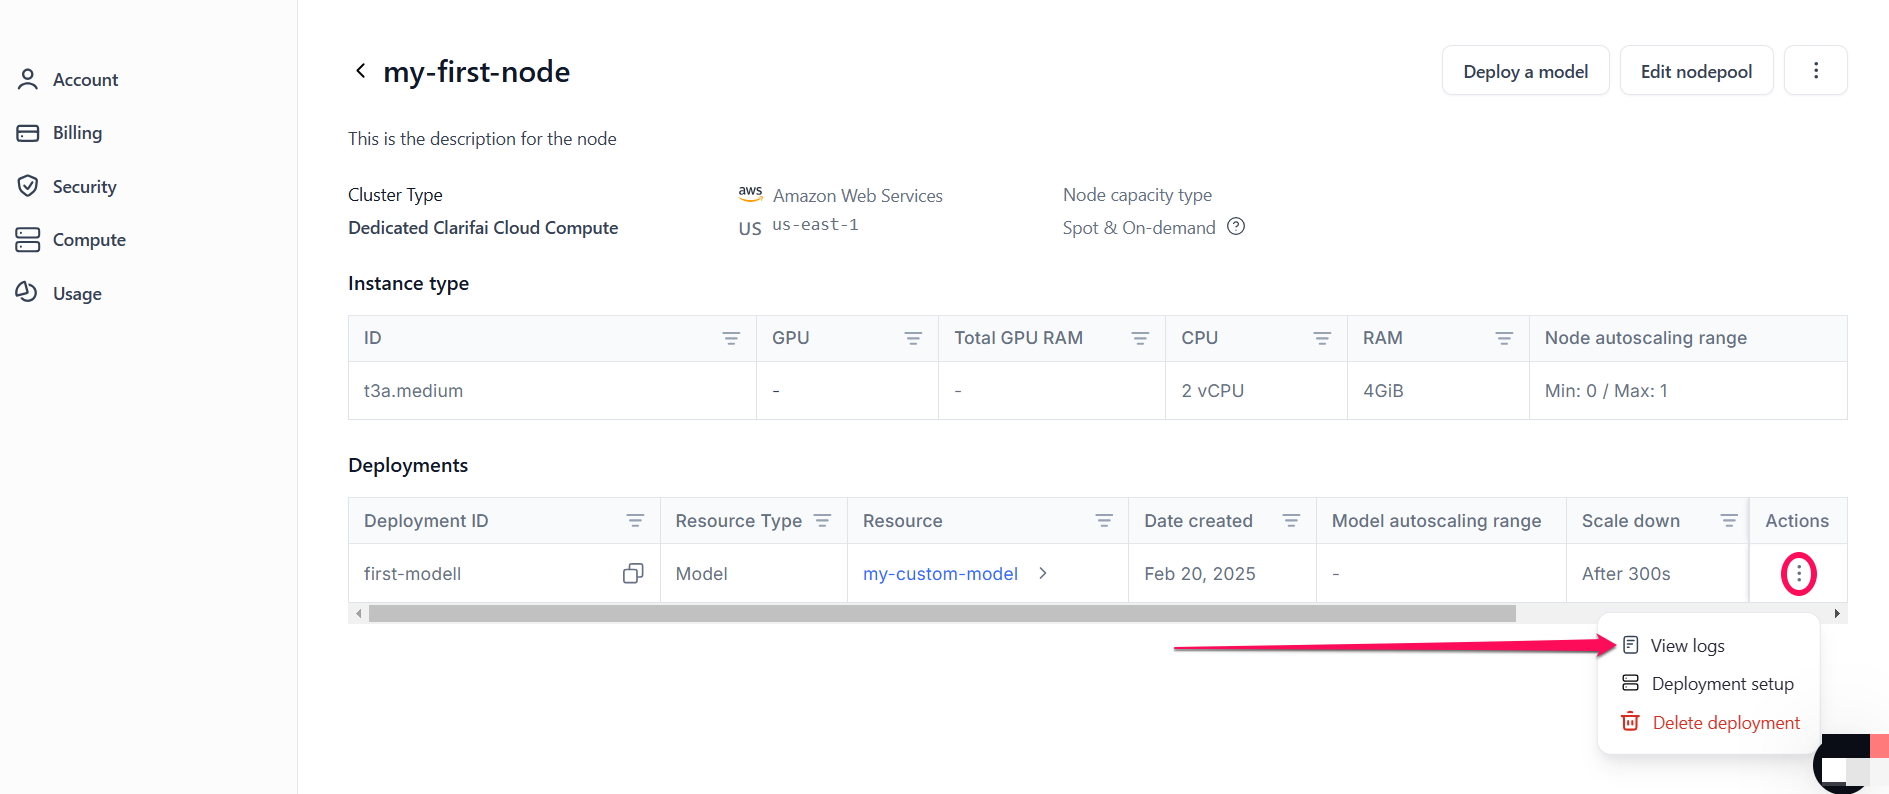 my-first-node
Deploy a model
Edit nodepool
Account
Billing
Security
Compute
Usage
This is the description for the node
Cluster Type
Dedicated Clarifai Cloud Compute
aws Amazon Web Services
US us-east-1
Node capacity type
Spot & On-demand
Instance type
ID GPU Total GPU RAM CPU RAM Node autoscaling range
t3a.medium - - 2 vCPU 4GiB Min: 0 / Max: 1
Deployments
Deployment ID Resource Type Resource Date created Model autoscaling range Scale down Actions
first-modell Model my-custom-model Feb 20, 2025 - After 300s
View logs
Deployment setup
Delete deployment